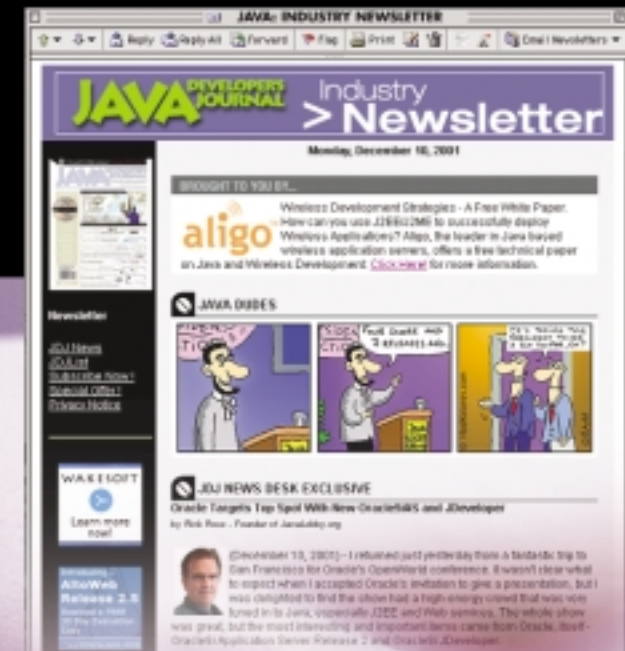 JAVA: INDUSTRY NEWSLETTER
Reply Reply All Forward Flag Print Email Newsletters
JAVA DEVELOPERS JOURNAL
Industry
> Newsletter
Monday, December 10, 2001
BROUGHT TO YOU BY...
aligo
Wireless Development Strategies - A Free White Paper.
How can you use J2EE/J2ME to successfully deploy
Wireless Applications? Aligo, the leader in Java based
wireless application servers, offers a free technical paper
on Java and Wireless Development. Click Here! for more information.
Newsletter
JDJ News
JDJList
Subscribe Now!
Special Offer!
Privacy Notice
JAVA DUDES
WAKESOFT
Learn more
now!
Introducing
AltoWeb
Release 2.5
JDJ NEWS DESK EXCLUSIVE
Oracle Targets Top Spot With New Oracle9iAS and JDeveloper
by Rick Ross - Founder of Javalobby.org
(December 10, 2001) - I returned just yesterday from a fantastic trip to
San Francisco for Oracle's OpenWorld conference. It wasn't clear what
to expect when I accepted Oracle's invitation to give a presentation, but I
was delighted to find the show had a high-energy crowd that was very
tuned in to Java, especially J2EE and Web services. The whole show
was great, but the most interesting and important items came from Oracle, itself -
Oracle9i Application Server Release 2 and Oracle9i JDeveloper.